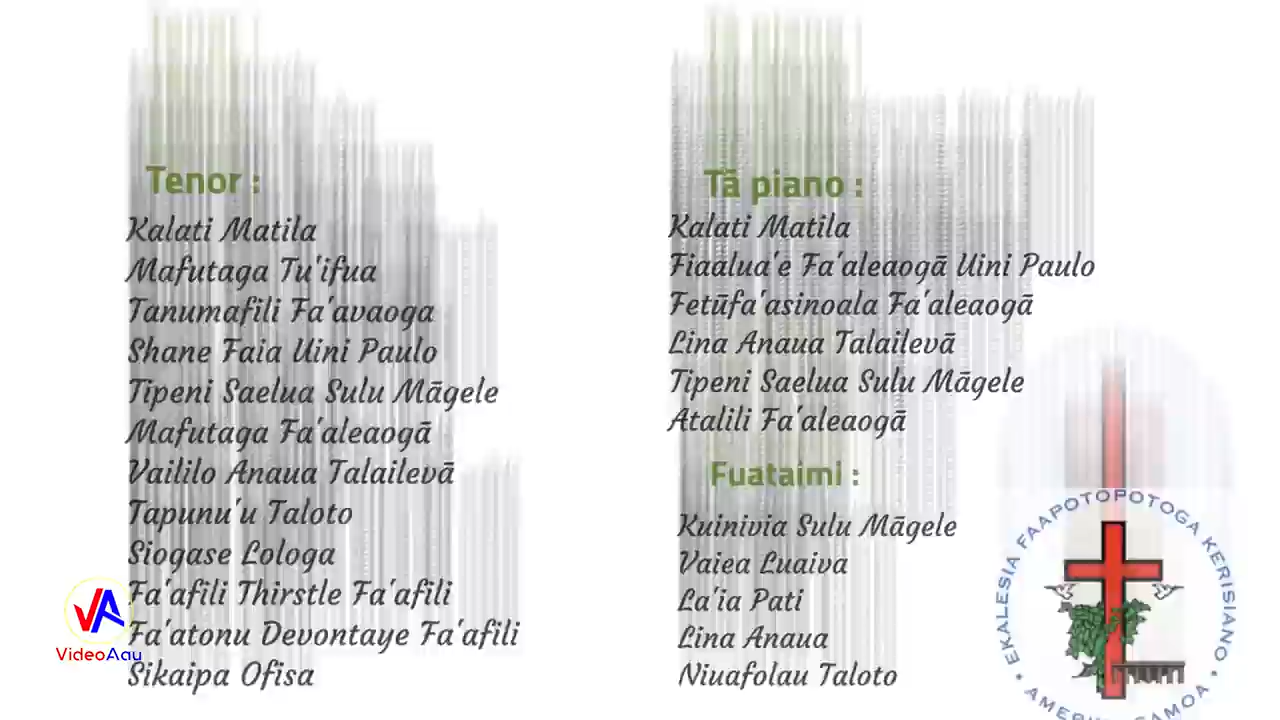 Tenor :
Kalati Matila
Mafutaga Tu'ifua
Tanumafili Fa'avaoga
Shane Faia Uini Paulo
Tipeni Saelua Sulu Māgele
Mafutaga Fa'aleaogā
Vaililo Anaua Talailevā
Tapunu'u Taloto
Siogase Lologa
Fa'afili Thirstle Fa'afili
Fa'atonu Devontaye Fa'afili
Sikaipa Ofisa
Tā piano :
Kalati Matila
Fiaalua'e Fa'aleaogā Uini Paulo
Fetūfa'asinoala Fa'aleaogā
Lina Anaua Talailevā
Tipeni Saelua Sulu Māgele
Atalili Fa'aleaogā
Fuataimi :
Kuinivia Sulu Māgele
Vaiea Luaiva
La'ia Pati
Lina Anaua
Niuafolau Taloto
VA
VideoAau
EKALESIA FAAPOTOPOTOGA KERISIANO